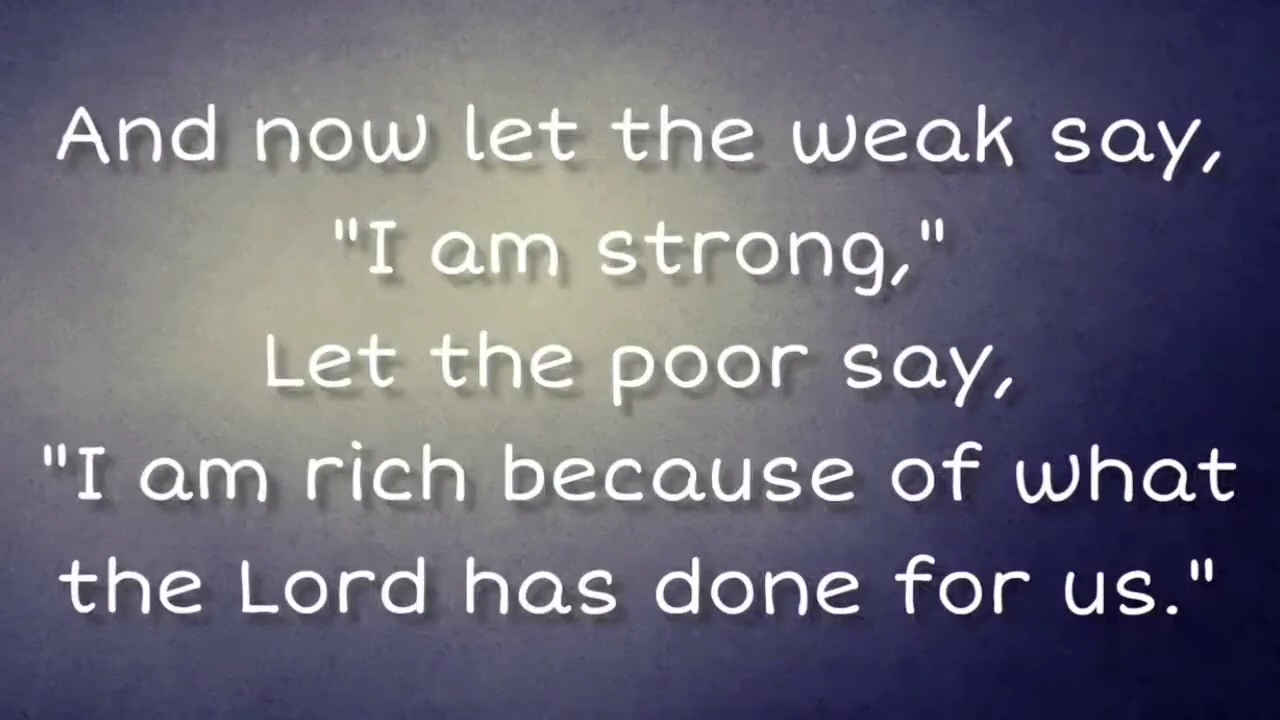 And now let the weak say,
"I am strong,"
Let the poor say,
"I am rich because of what
the Lord has done for us."